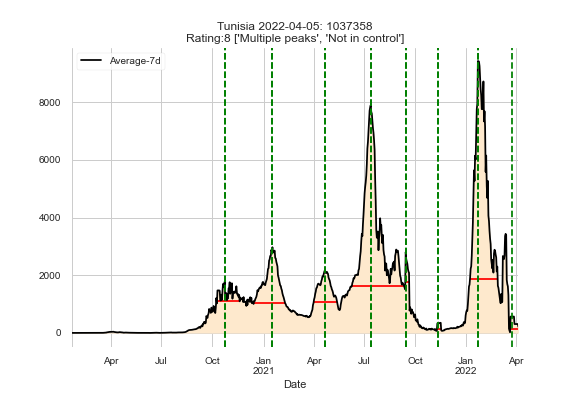 Tunisia 2022-04-05: 1037358
Rating:8 ['Multiple peaks', 'Not in control']
Average-7d
8000
6000
4000
2000
0
Apr Jul Oct Jan Apr Jul Oct Jan Apr
2021 2022
Date